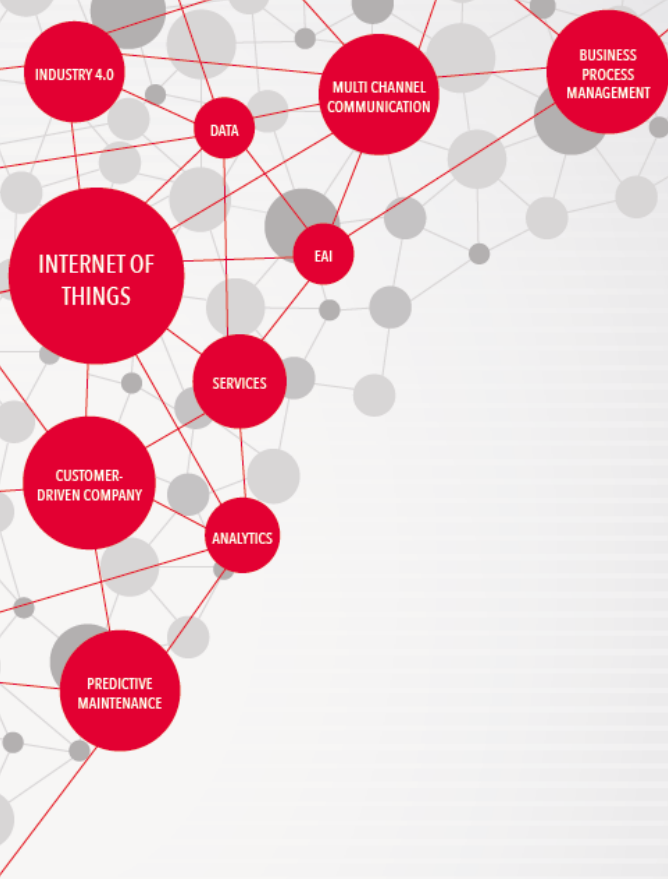 BUSINESS
PROCESS
MANAGEMENT
INDUSTRY 4.0
MULTI CHANNEL
COMMUNICATION
DATA
INTERNET OF
THINGS
EAI
SERVICES
CUSTOMER-
DRIVEN COMPANY
ANALYTICS
PREDICTIVE
MAINTENANCE